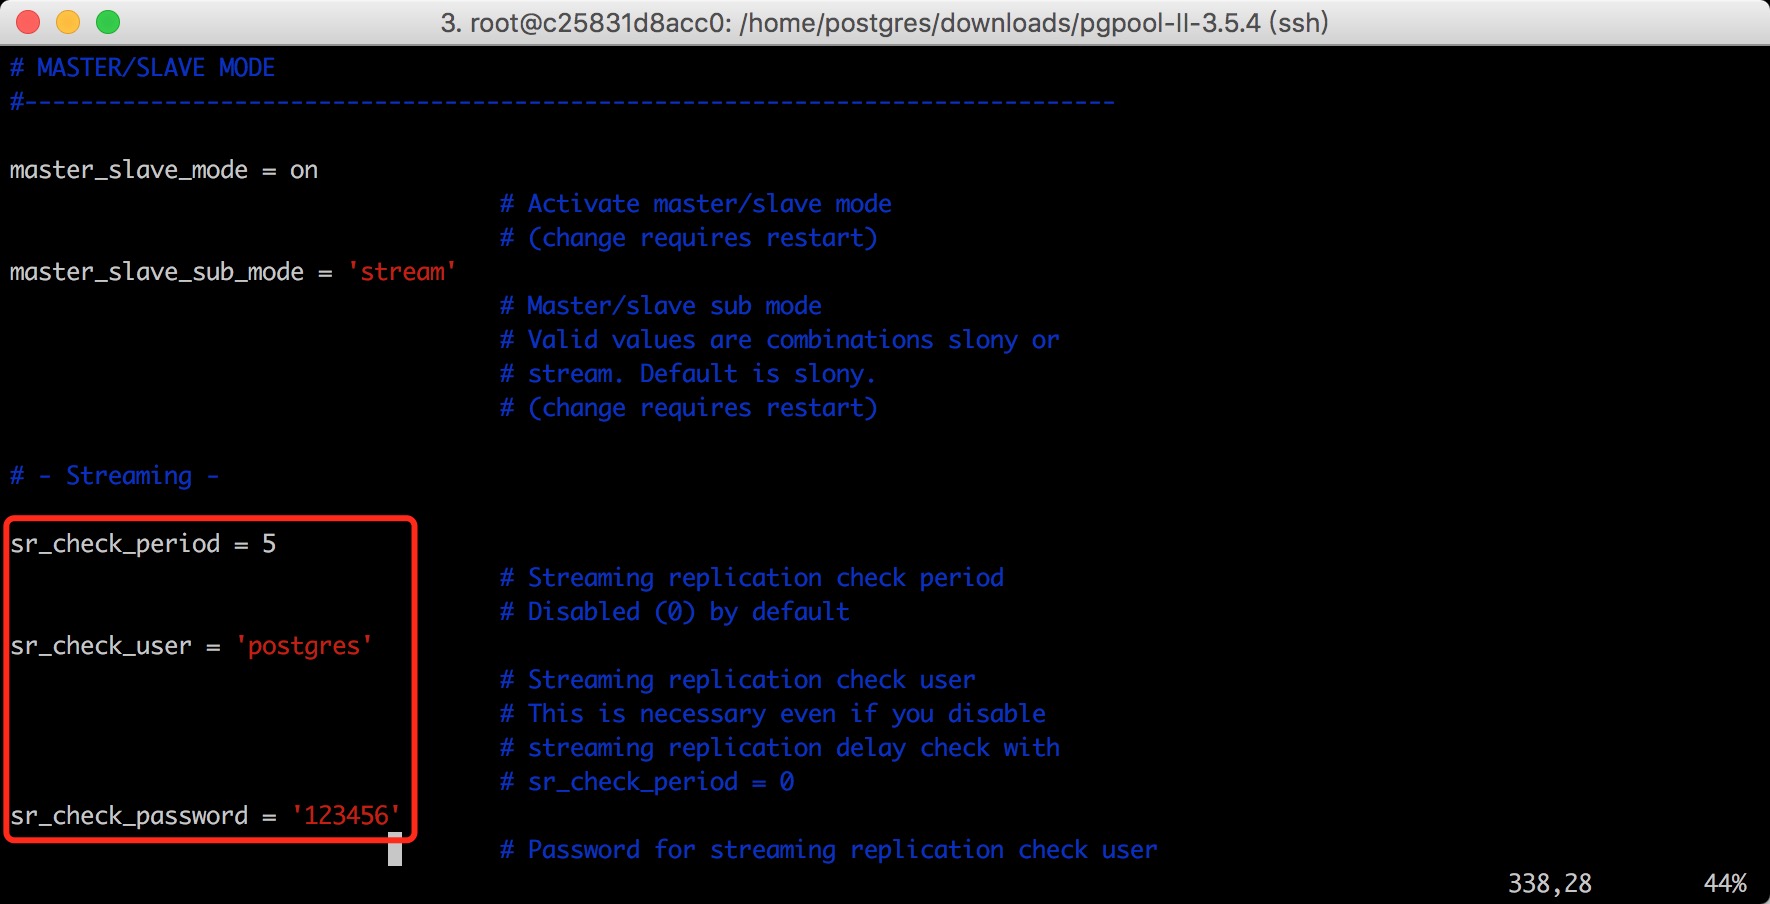 3. root@c25831d8acc0: /home/postgres/downloads/pgpool-II-3.5.4 (ssh)
# MASTER/SLAVE MODE
#------------------------------------------------------------------------------
master_slave_mode = on
# Activate master/slave mode
# (change requires restart)
master_slave_sub_mode = 'stream'
# Master/slave sub mode
# Valid values are combinations slony or
# stream. Default is slony.
# (change requires restart)
# - Streaming -
sr_check_period = 5
# Streaming replication check period
# Disabled (0) by default
sr_check_user = 'postgres'
# Streaming replication check user
# This is necessary even if you disable
# streaming replication delay check with
# sr_check_period = 0
sr_check_password = '123456'
# Password for streaming replication check user
338,28 44%